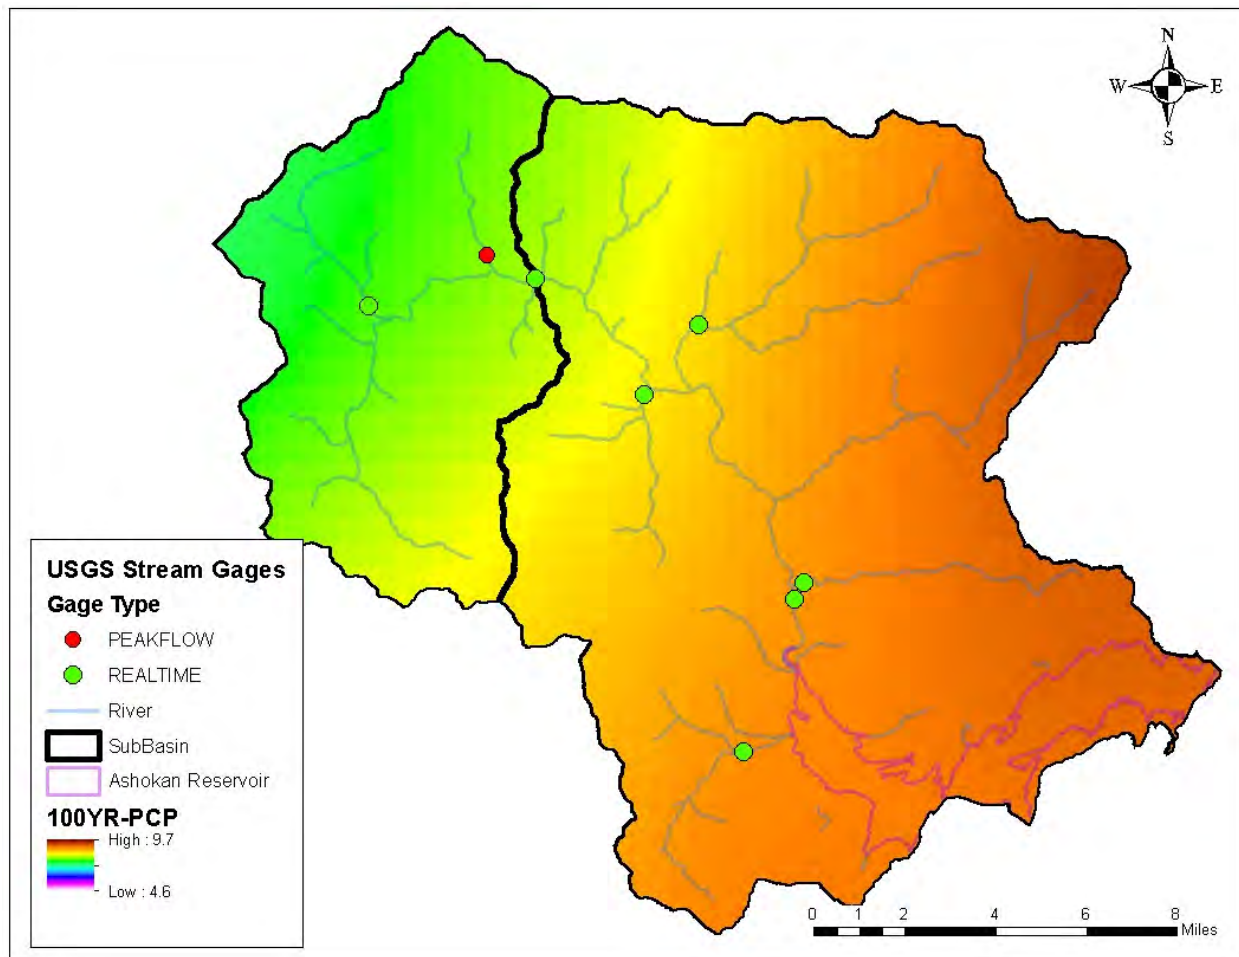 N
W E
S
USGS Stream Gages
Gage Type
PEAKFLOW
REALTIME
River
SubBasin
Ashokan Reservoir
100YR-PCP
High : 9.7
Low : 4.6
0 1 2 4 6 8
Miles